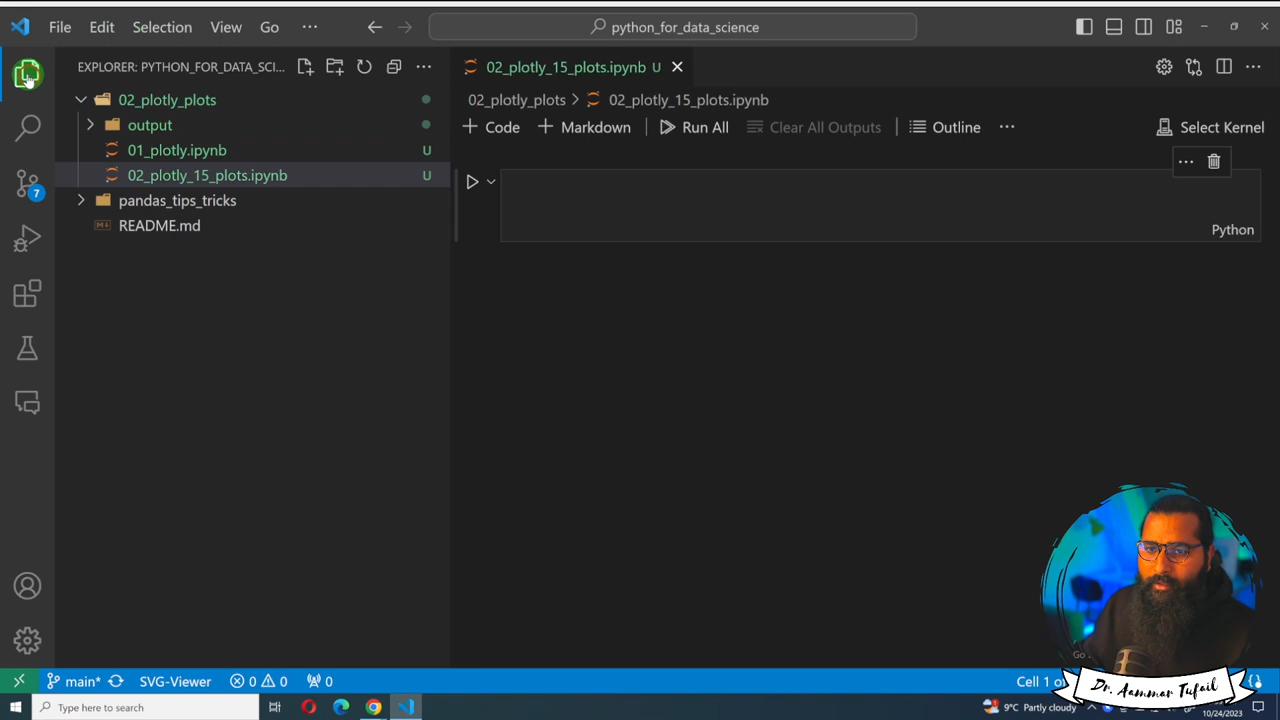 File Edit Selection View Go ... python_for_data_science
EXPLORER: PYTHON_FOR_DATA_SCI...
02_plotly_plots
output
01_plotly.ipynb U
02_plotly_15_plots.ipynb U
pandas_tips_tricks
README.md
02_plotly_15_plots.ipynb U
02_plotly_plots > 02_plotly_15_plots.ipynb
+ Code + Markdown Run All Clear All Outputs Outline ... Select Kernel
Python
7
Go
main* SVG-Viewer 0 0 0 Cell 1 of
Dr. Aammar Tufail
Type here to search 9°C Partly cloudy
10/24/2023